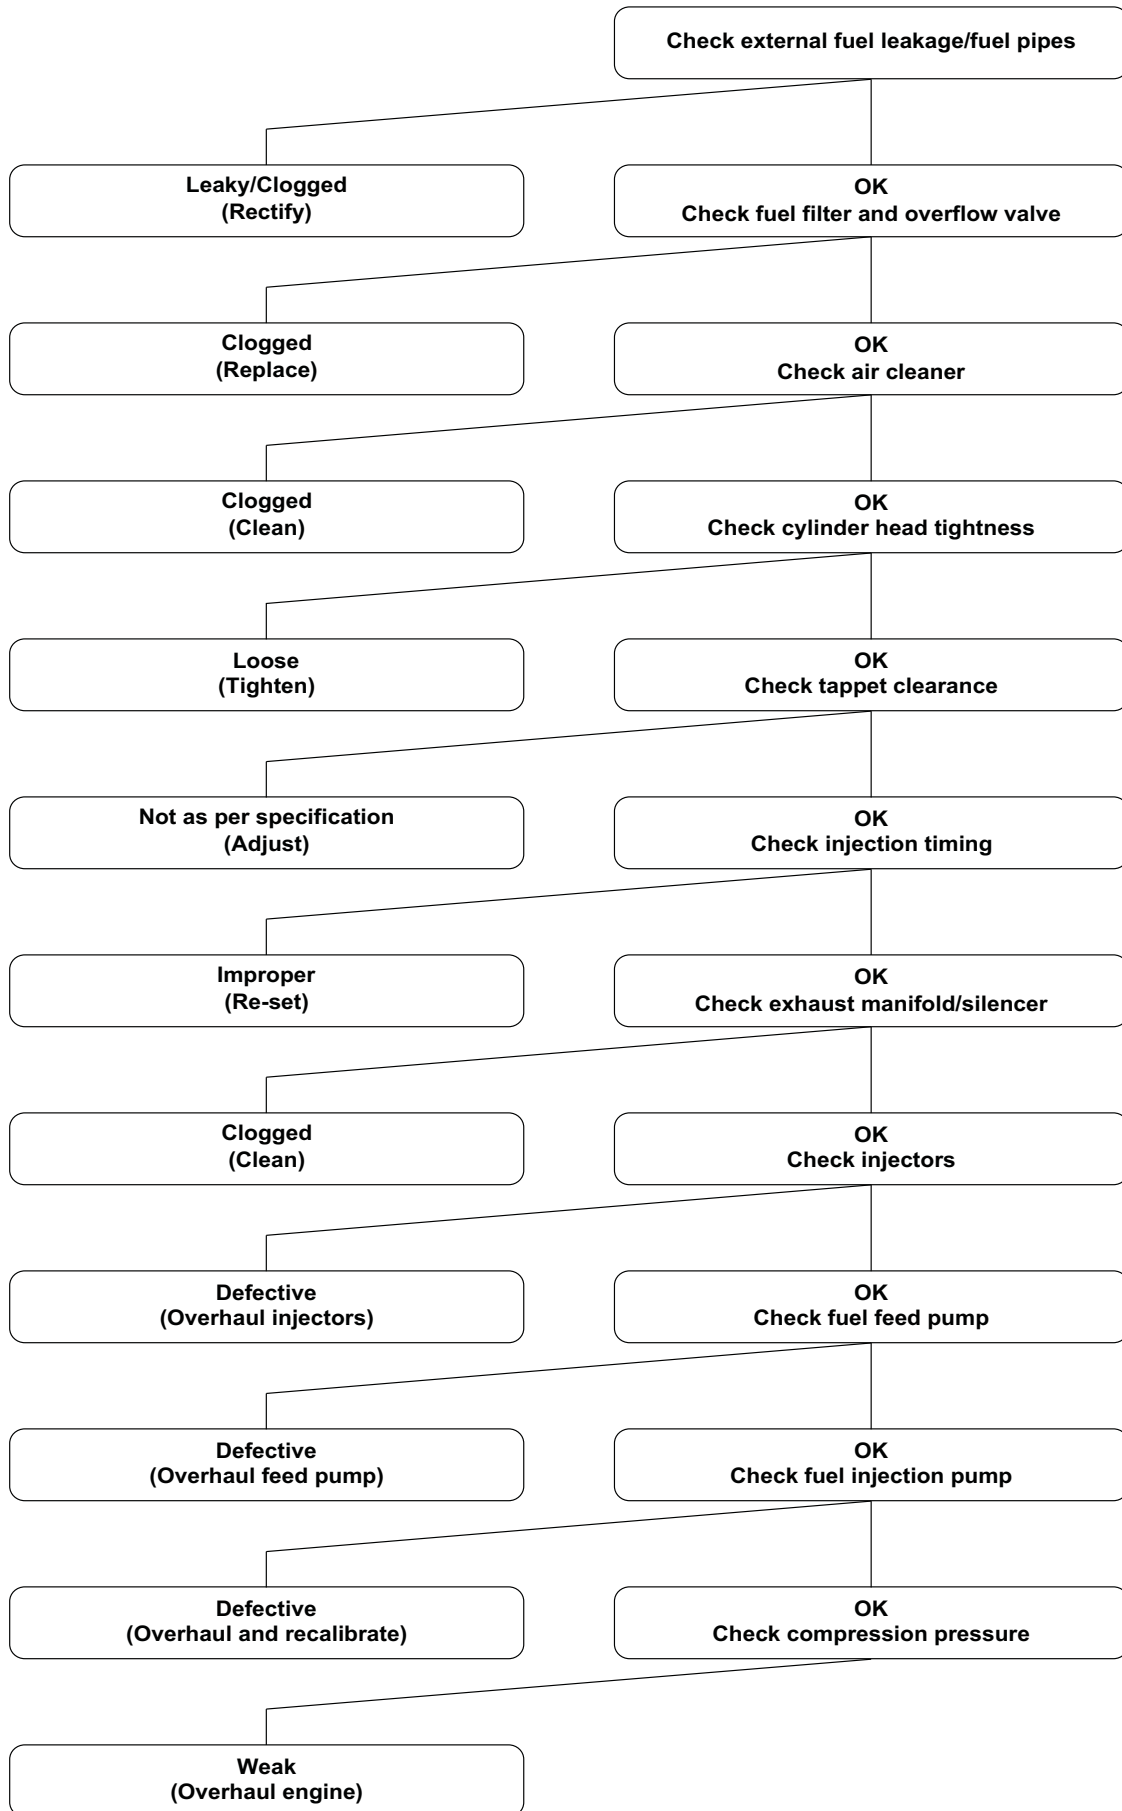 Check external fuel leakage/fuel pipes
Leaky/Clogged
(Rectify)
OK
Check fuel filter and overflow valve
Clogged
(Replace)
OK
Check air cleaner
Clogged
(Clean)
OK
Check cylinder head tightness
Loose
(Tighten)
OK
Check tappet clearance
Not as per specification
(Adjust)
OK
Check injection timing
Improper
(Re-set)
OK
Check exhaust manifold/silencer
Clogged
(Clean)
OK
Check injectors
Defective
(Overhaul injectors)
OK
Check fuel feed pump
Defective
(Overhaul feed pump)
OK
Check fuel injection pump
Defective
(Overhaul and recalibrate)
OK
Check compression pressure
Weak
(Overhaul engine)